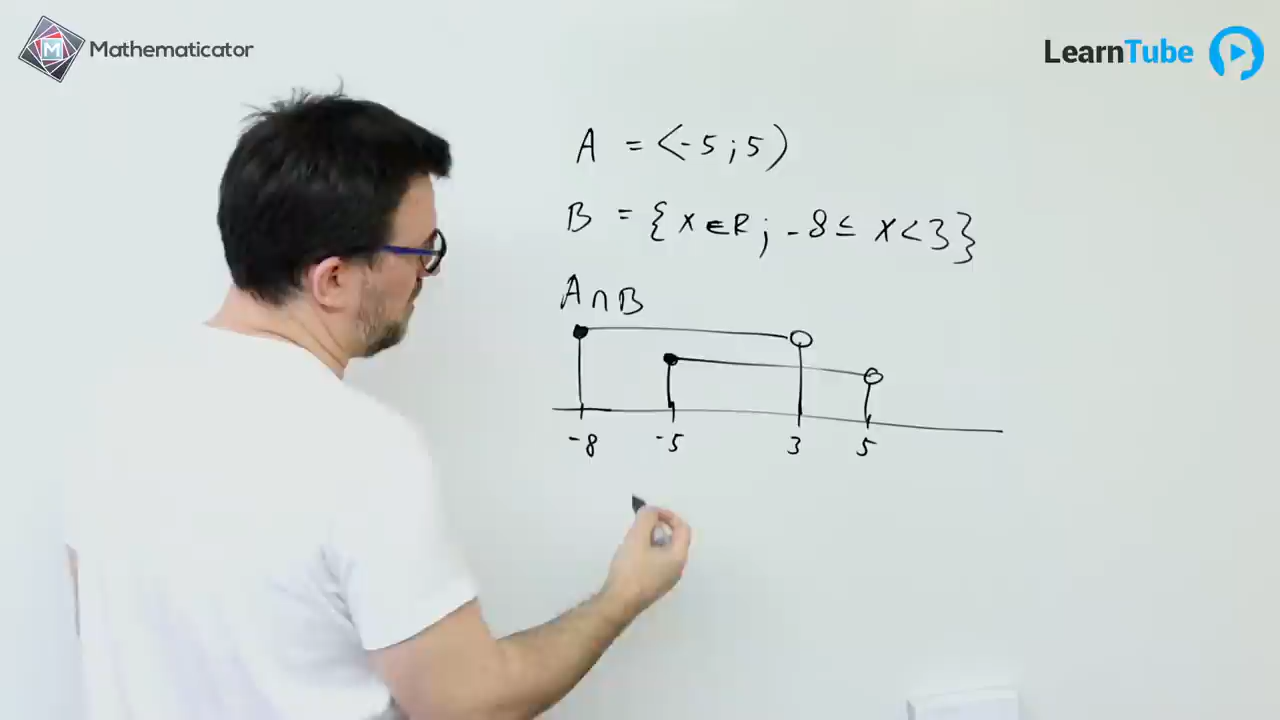 Mathematicator
LearnTube
A = <-5;5)
B = {x∈R; -8≤ x<3}
A∩B
-8 -5 3 5